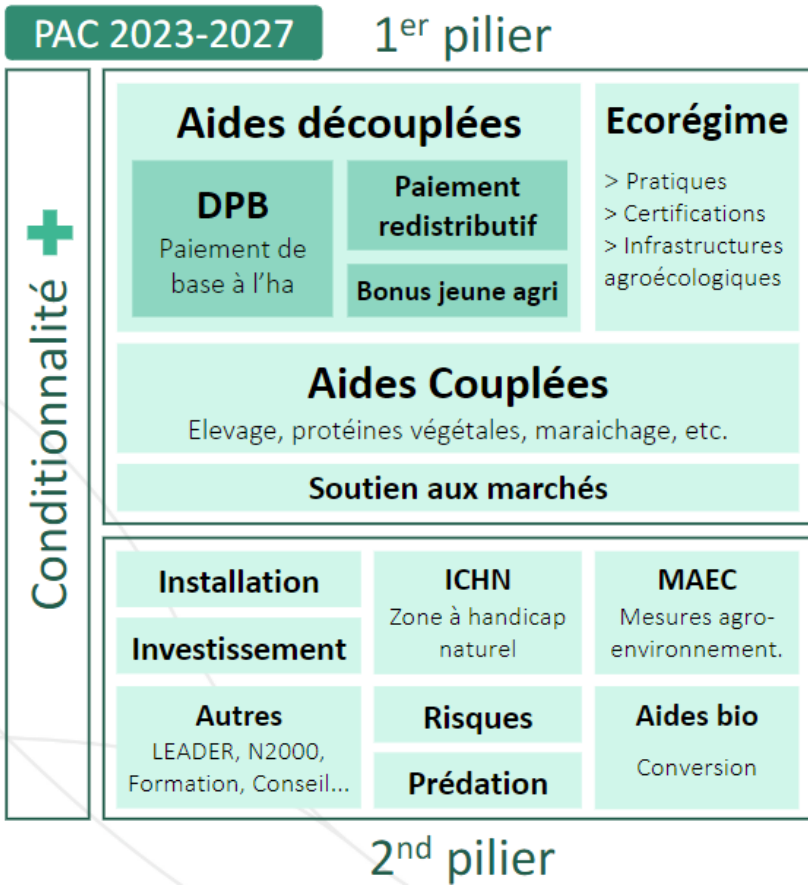 PAC 2023-2027
1er pilier
Conditionnalité +
Aides découplées
DPB
Paiement de
base à l'ha
Paiement
redistributif
Bonus jeune agri
Ecorégime
> Pratiques
> Certifications
> Infrastructures
agroécologiques
Aides Couplées
Elevage, protéines végétales, maraichage, etc.
Soutien aux marchés
Installation
Investissement
ICHN
Zone à handicap
naturel
MAEC
Mesures agro-
environnement.
Autres
LEADER, N2000,
Formation, Conseil...
Risques
Prédation
Aides bio
Conversion
2nd pilier